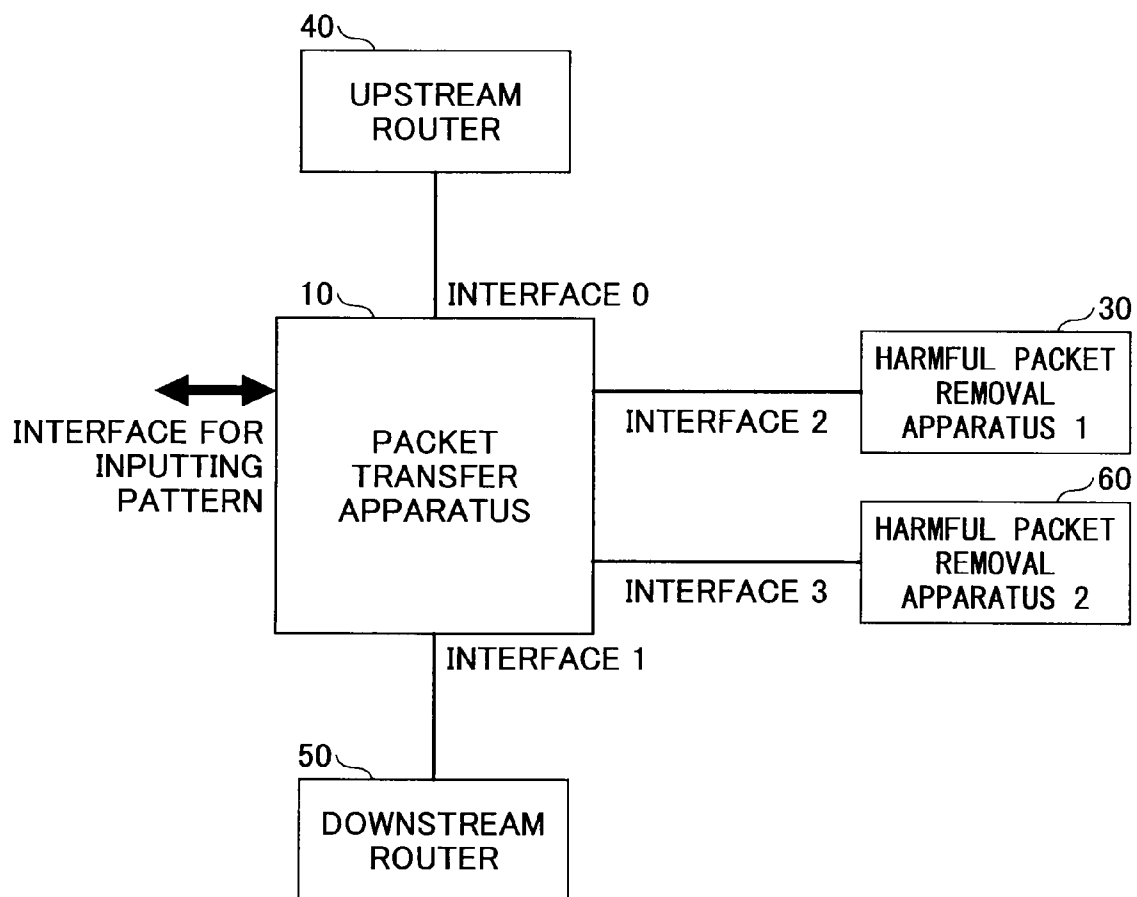 40
UPSTREAM
ROUTER
10
INTERFACE 0
30
HARMFUL PACKET
REMOVAL
APPARATUS 1
INTERFACE 2
INTERFACE FOR
INPUTTING
PATTERN
PACKET
TRANSFER
APPARATUS
60
HARMFUL PACKET
REMOVAL
APPARATUS 2
INTERFACE 3
INTERFACE 1
50
DOWNSTREAM
ROUTER